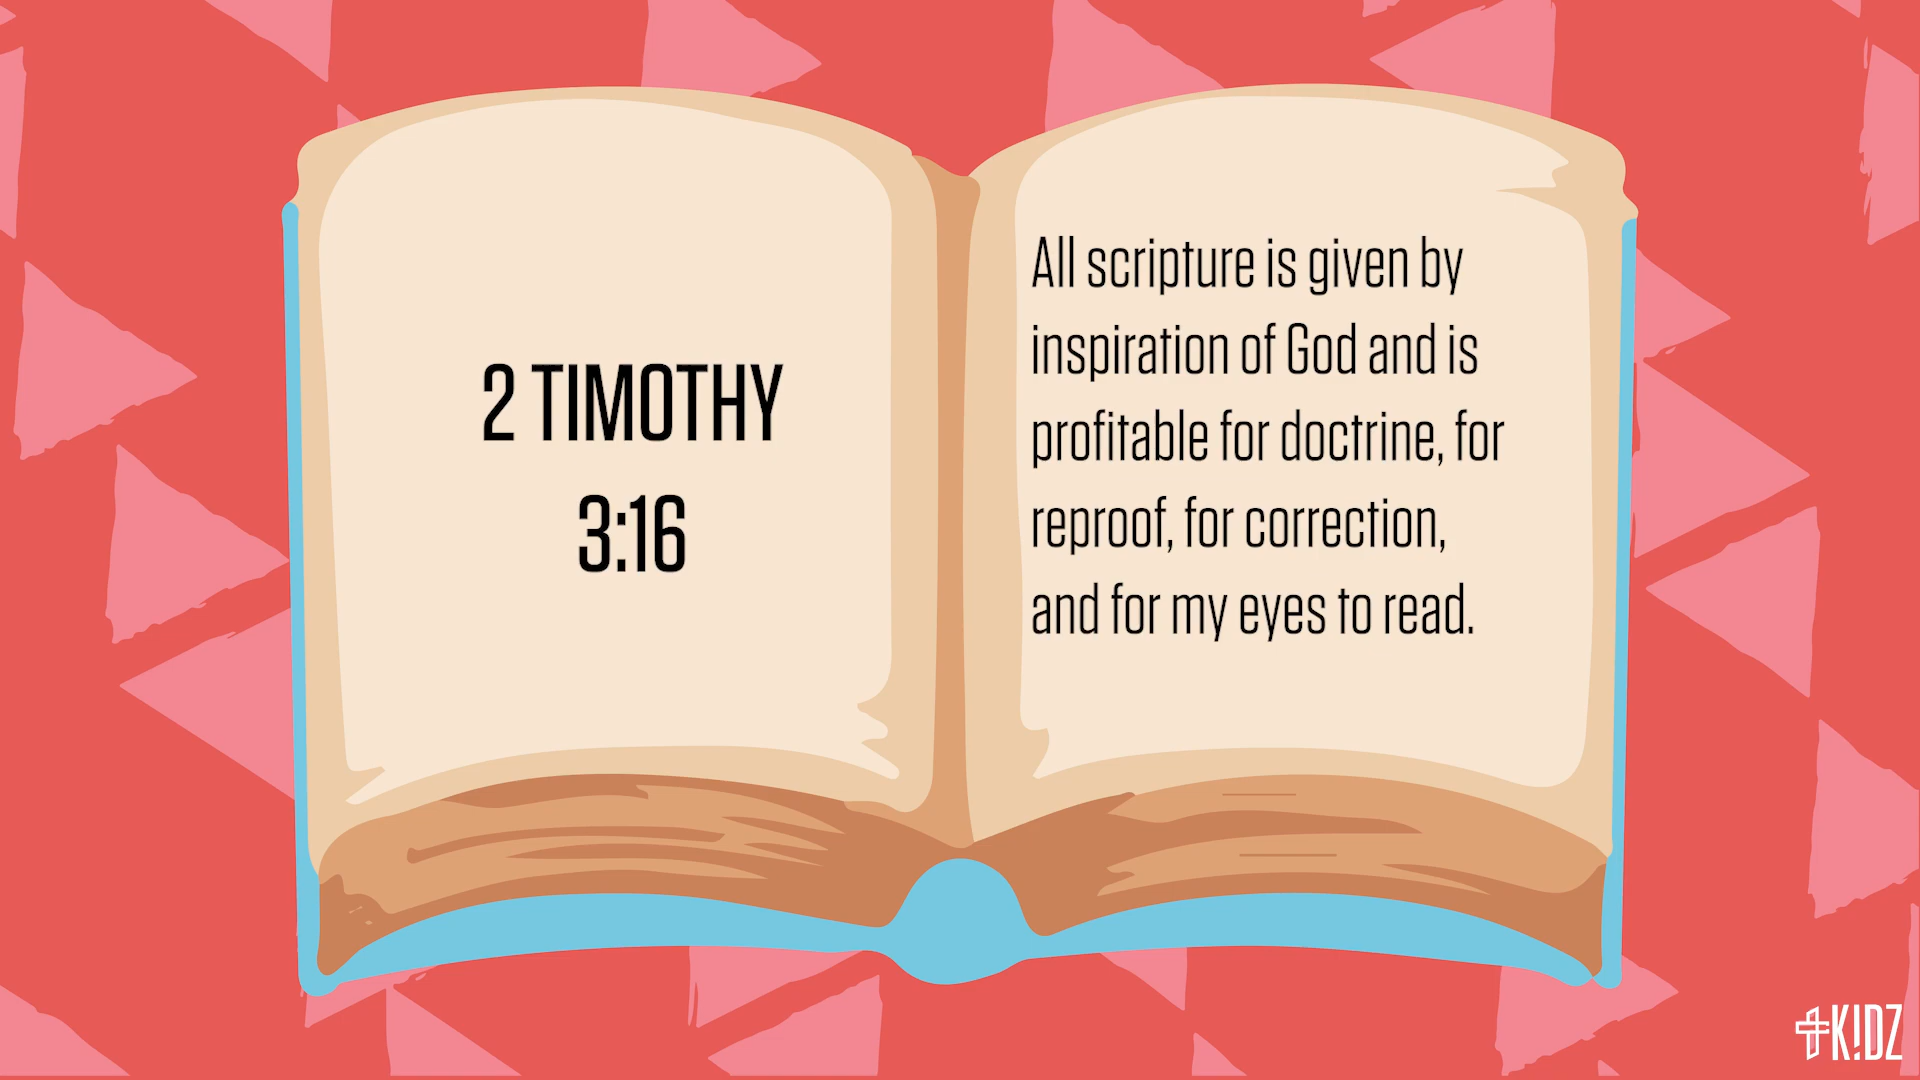 2 TIMOTHY
3:16
All scripture is given by
inspiration of God and is
profitable for doctrine, for
reproof, for correction,
and for my eyes to read.
K!DZ